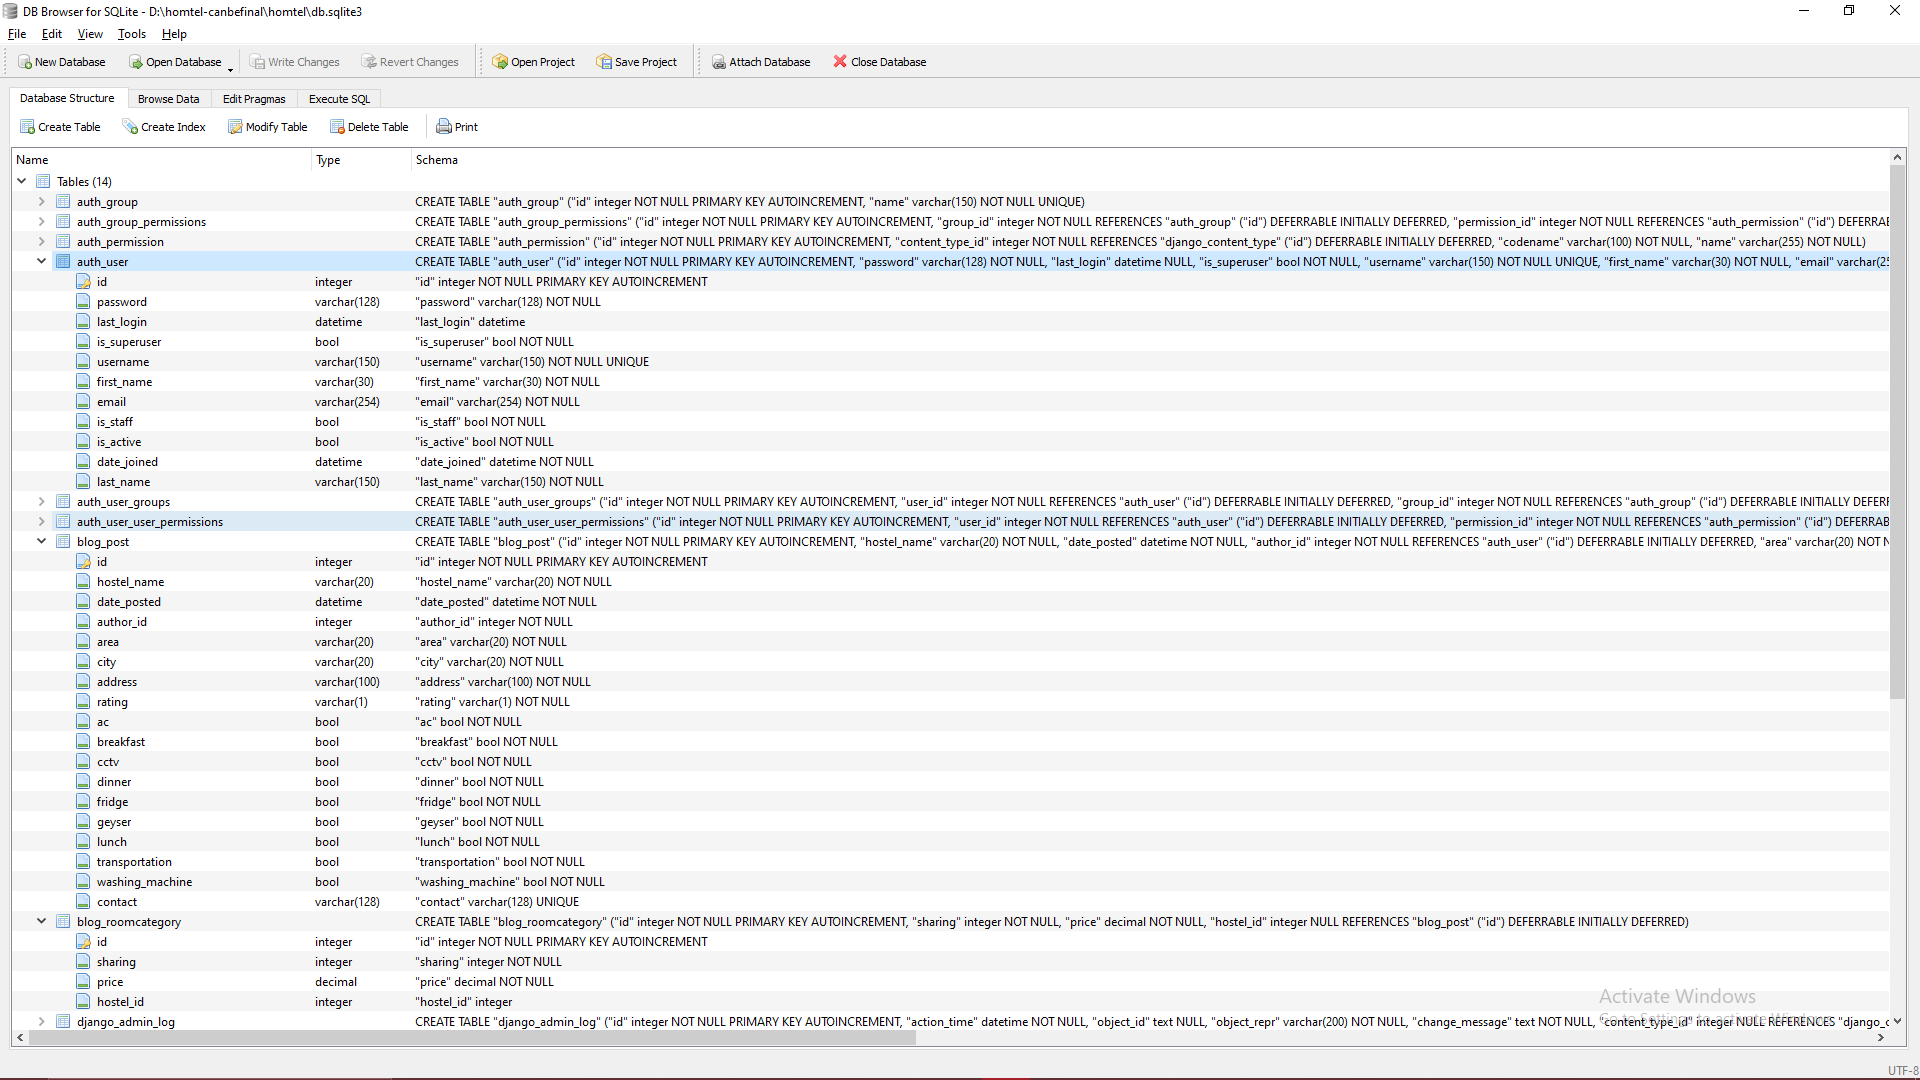 DB Browser for SQLite - D:\homtel-canbefinal\homtel\db.sqlite3
File Edit View Tools Help
New Database Open Database Write Changes Revert Changes Open Project Save Project Attach Database Close Database
Database Structure Browse Data Edit Pragmas Execute SQL
Create Table Create Index Modify Table Delete Table Print
Name Type Schema
Tables (14)
auth_group CREATE TABLE "auth_group" ("id" integer NOT NULL PRIMARY KEY AUTOINCREMENT, "name" varchar(150) NOT NULL UNIQUE)
auth_group_permissions CREATE TABLE "auth_group_permissions" ("id" integer NOT NULL PRIMARY KEY AUTOINCREMENT, "group_id" integer NOT NULL REFERENCES "auth_group" ("id") DEFERRABLE INITIALLY DEFERRED, "permission_id" integer NOT NULL REFERENCES "auth_permission" ("id") DEFERRAE
auth_permission CREATE TABLE "auth_permission" ("id" integer NOT NULL PRIMARY KEY AUTOINCREMENT, "content_type_id" integer NOT NULL REFERENCES "django_content_type" ("id") DEFERRABLE INITIALLY DEFERRED, "codename" varchar(100) NOT NULL, "name" varchar(255) NOT NULL)
auth_user CREATE TABLE "auth_user" ("id" integer NOT NULL PRIMARY KEY AUTOINCREMENT, "password" varchar(128) NOT NULL, "last_login" datetime NULL, "is_superuser" bool NOT NULL, "username" varchar(150) NOT NULL UNIQUE, "first_name" varchar(30) NOT NULL, "email" varchar(25
id integer "id" integer NOT NULL PRIMARY KEY AUTOINCREMENT
password varchar(128) "password" varchar(128) NOT NULL
last_login datetime "last_login" datetime
is_superuser bool "is_superuser" bool NOT NULL
username varchar(150) "username" varchar(150) NOT NULL UNIQUE
first_name varchar(30) "first_name" varchar(30) NOT NULL
email varchar(254) "email" varchar(254) NOT NULL
is_staff bool "is_staff" bool NOT NULL
is_active bool "is_active" bool NOT NULL
date_joined datetime "date_joined" datetime NOT NULL
last_name varchar(150) "last_name" varchar(150) NOT NULL
auth_user_groups CREATE TABLE "auth_user_groups" ("id" integer NOT NULL PRIMARY KEY AUTOINCREMENT, "user_id" integer NOT NULL REFERENCES "auth_user" ("id") DEFERRABLE INITIALLY DEFERRED, "group_id" integer NOT NULL REFERENCES "auth_group" ("id") DEFERRABLE INITIALLY DEFERF
auth_user_user_permissions CREATE TABLE "auth_user_user_permissions" ("id" integer NOT NULL PRIMARY KEY AUTOINCREMENT, "user_id" integer NOT NULL REFERENCES "auth_user" ("id") DEFERRABLE INITIALLY DEFERRED, "permission_id" integer NOT NULL REFERENCES "auth_permission" ("id") DEFERRAB
blog_post CREATE TABLE "blog_post" ("id" integer NOT NULL PRIMARY KEY AUTOINCREMENT, "hostel_name" varchar(20) NOT NULL, "date_posted" datetime NOT NULL, "author_id" integer NOT NULL REFERENCES "auth_user" ("id") DEFERRABLE INITIALLY DEFERRED, "area" varchar(20) NOT N
id integer "id" integer NOT NULL PRIMARY KEY AUTOINCREMENT
hostel_name varchar(20) "hostel_name" varchar(20) NOT NULL
date_posted datetime "date_posted" datetime NOT NULL
author_id integer "author_id" integer NOT NULL
area varchar(20) "area" varchar(20) NOT NULL
city varchar(20) "city" varchar(20) NOT NULL
address varchar(100) "address" varchar(100) NOT NULL
rating varchar(1) "rating" varchar(1) NOT NULL
ac bool "ac" bool NOT NULL
breakfast bool "breakfast" bool NOT NULL
cctv bool "cctv" bool NOT NULL
dinner bool "dinner" bool NOT NULL
fridge bool "fridge" bool NOT NULL
geyser bool "geyser" bool NOT NULL
lunch bool "lunch" bool NOT NULL
transportation bool "transportation" bool NOT NULL
washing_machine bool "washing_machine" bool NOT NULL
contact varchar(128) "contact" varchar(128) UNIQUE
blog_roomcategory CREATE TABLE "blog_roomcategory" ("id" integer NOT NULL PRIMARY KEY AUTOINCREMENT, "sharing" integer NOT NULL, "price" decimal NOT NULL, "hostel_id" integer NULL REFERENCES "blog_post" ("id") DEFERRABLE INITIALLY DEFERRED)
id integer "id" integer NOT NULL PRIMARY KEY AUTOINCREMENT
sharing integer "sharing" integer NOT NULL
price decimal "price" decimal NOT NULL
hostel_id integer "hostel_id" integer
Activate Windows
Go to Settings to activate Windows.
django_admin_log CREATE TABLE "django_admin_log" ("id" integer NOT NULL PRIMARY KEY AUTOINCREMENT, "action_time" datetime NOT NULL, "object_id" text NULL, "object_repr" varchar(200) NOT NULL, "change_message" text NOT NULL, "content_type_id" integer NULL REFERENCES "django_c
UTF-8